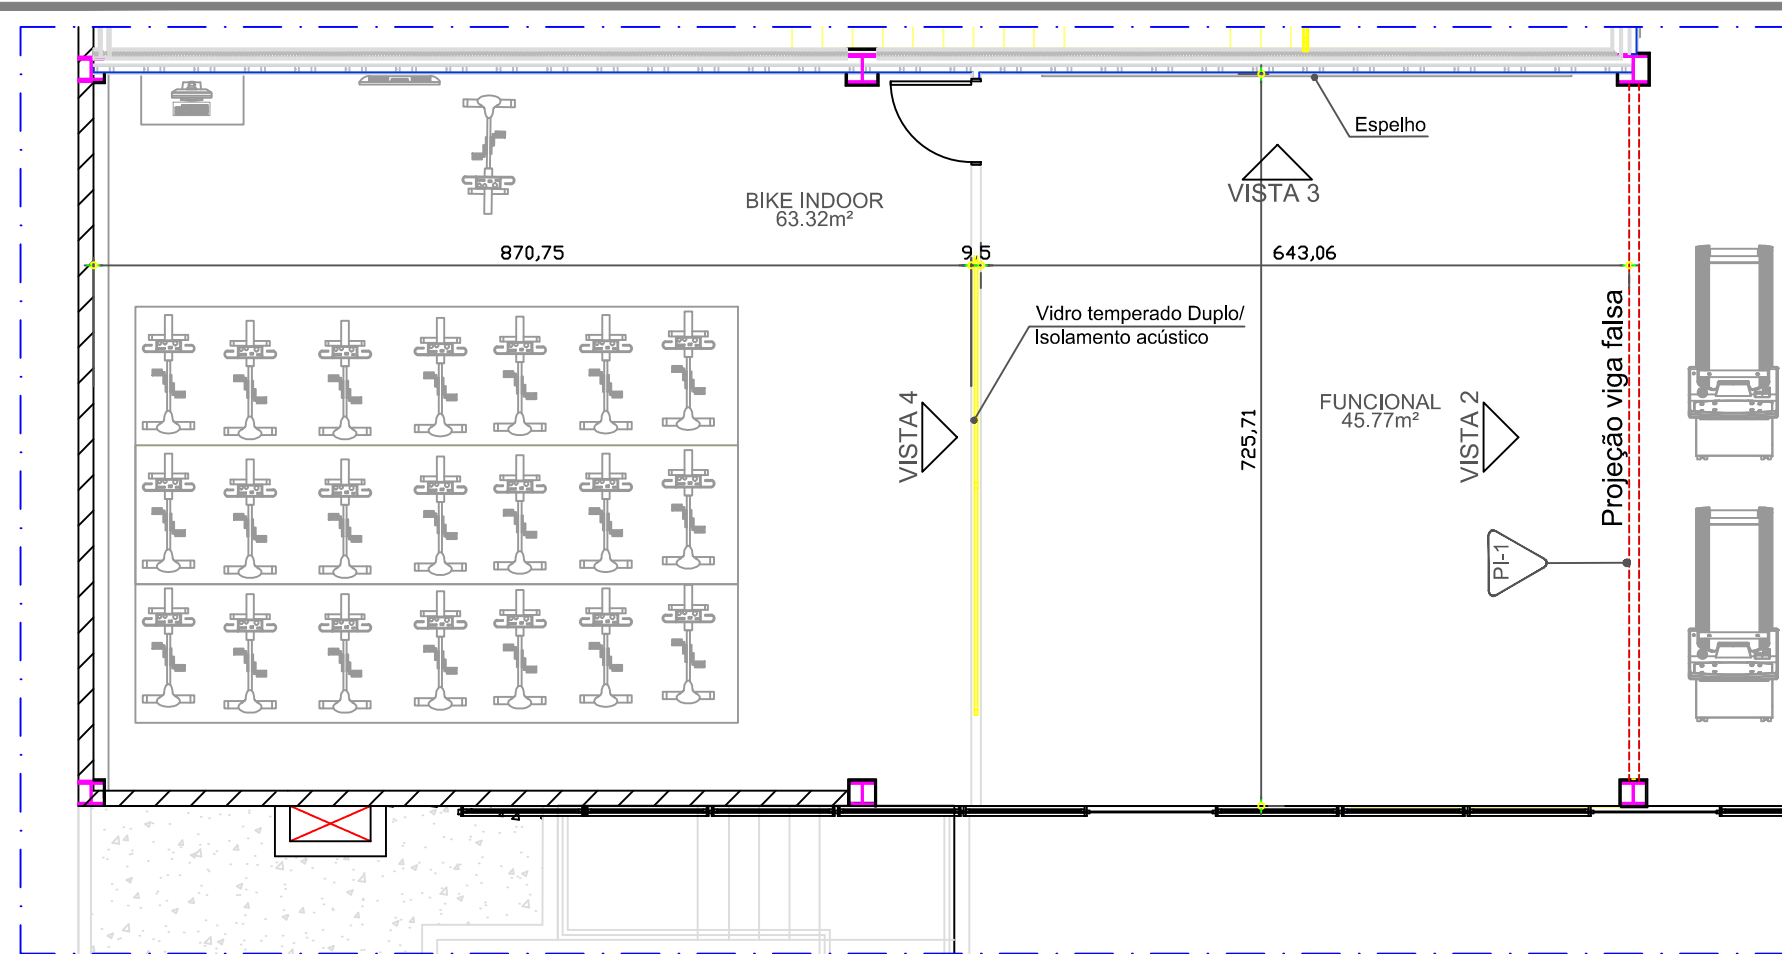 Espelho
VISTA 3
BIKE INDOOR
63.32m²
870,75
9,5
643,06
Vidro temperado Duplo/
Isolamento acústico
Projeção viga falsa
VISTA 4
FUNCIONAL
45.77m²
VISTA 2
725,71
PI-1